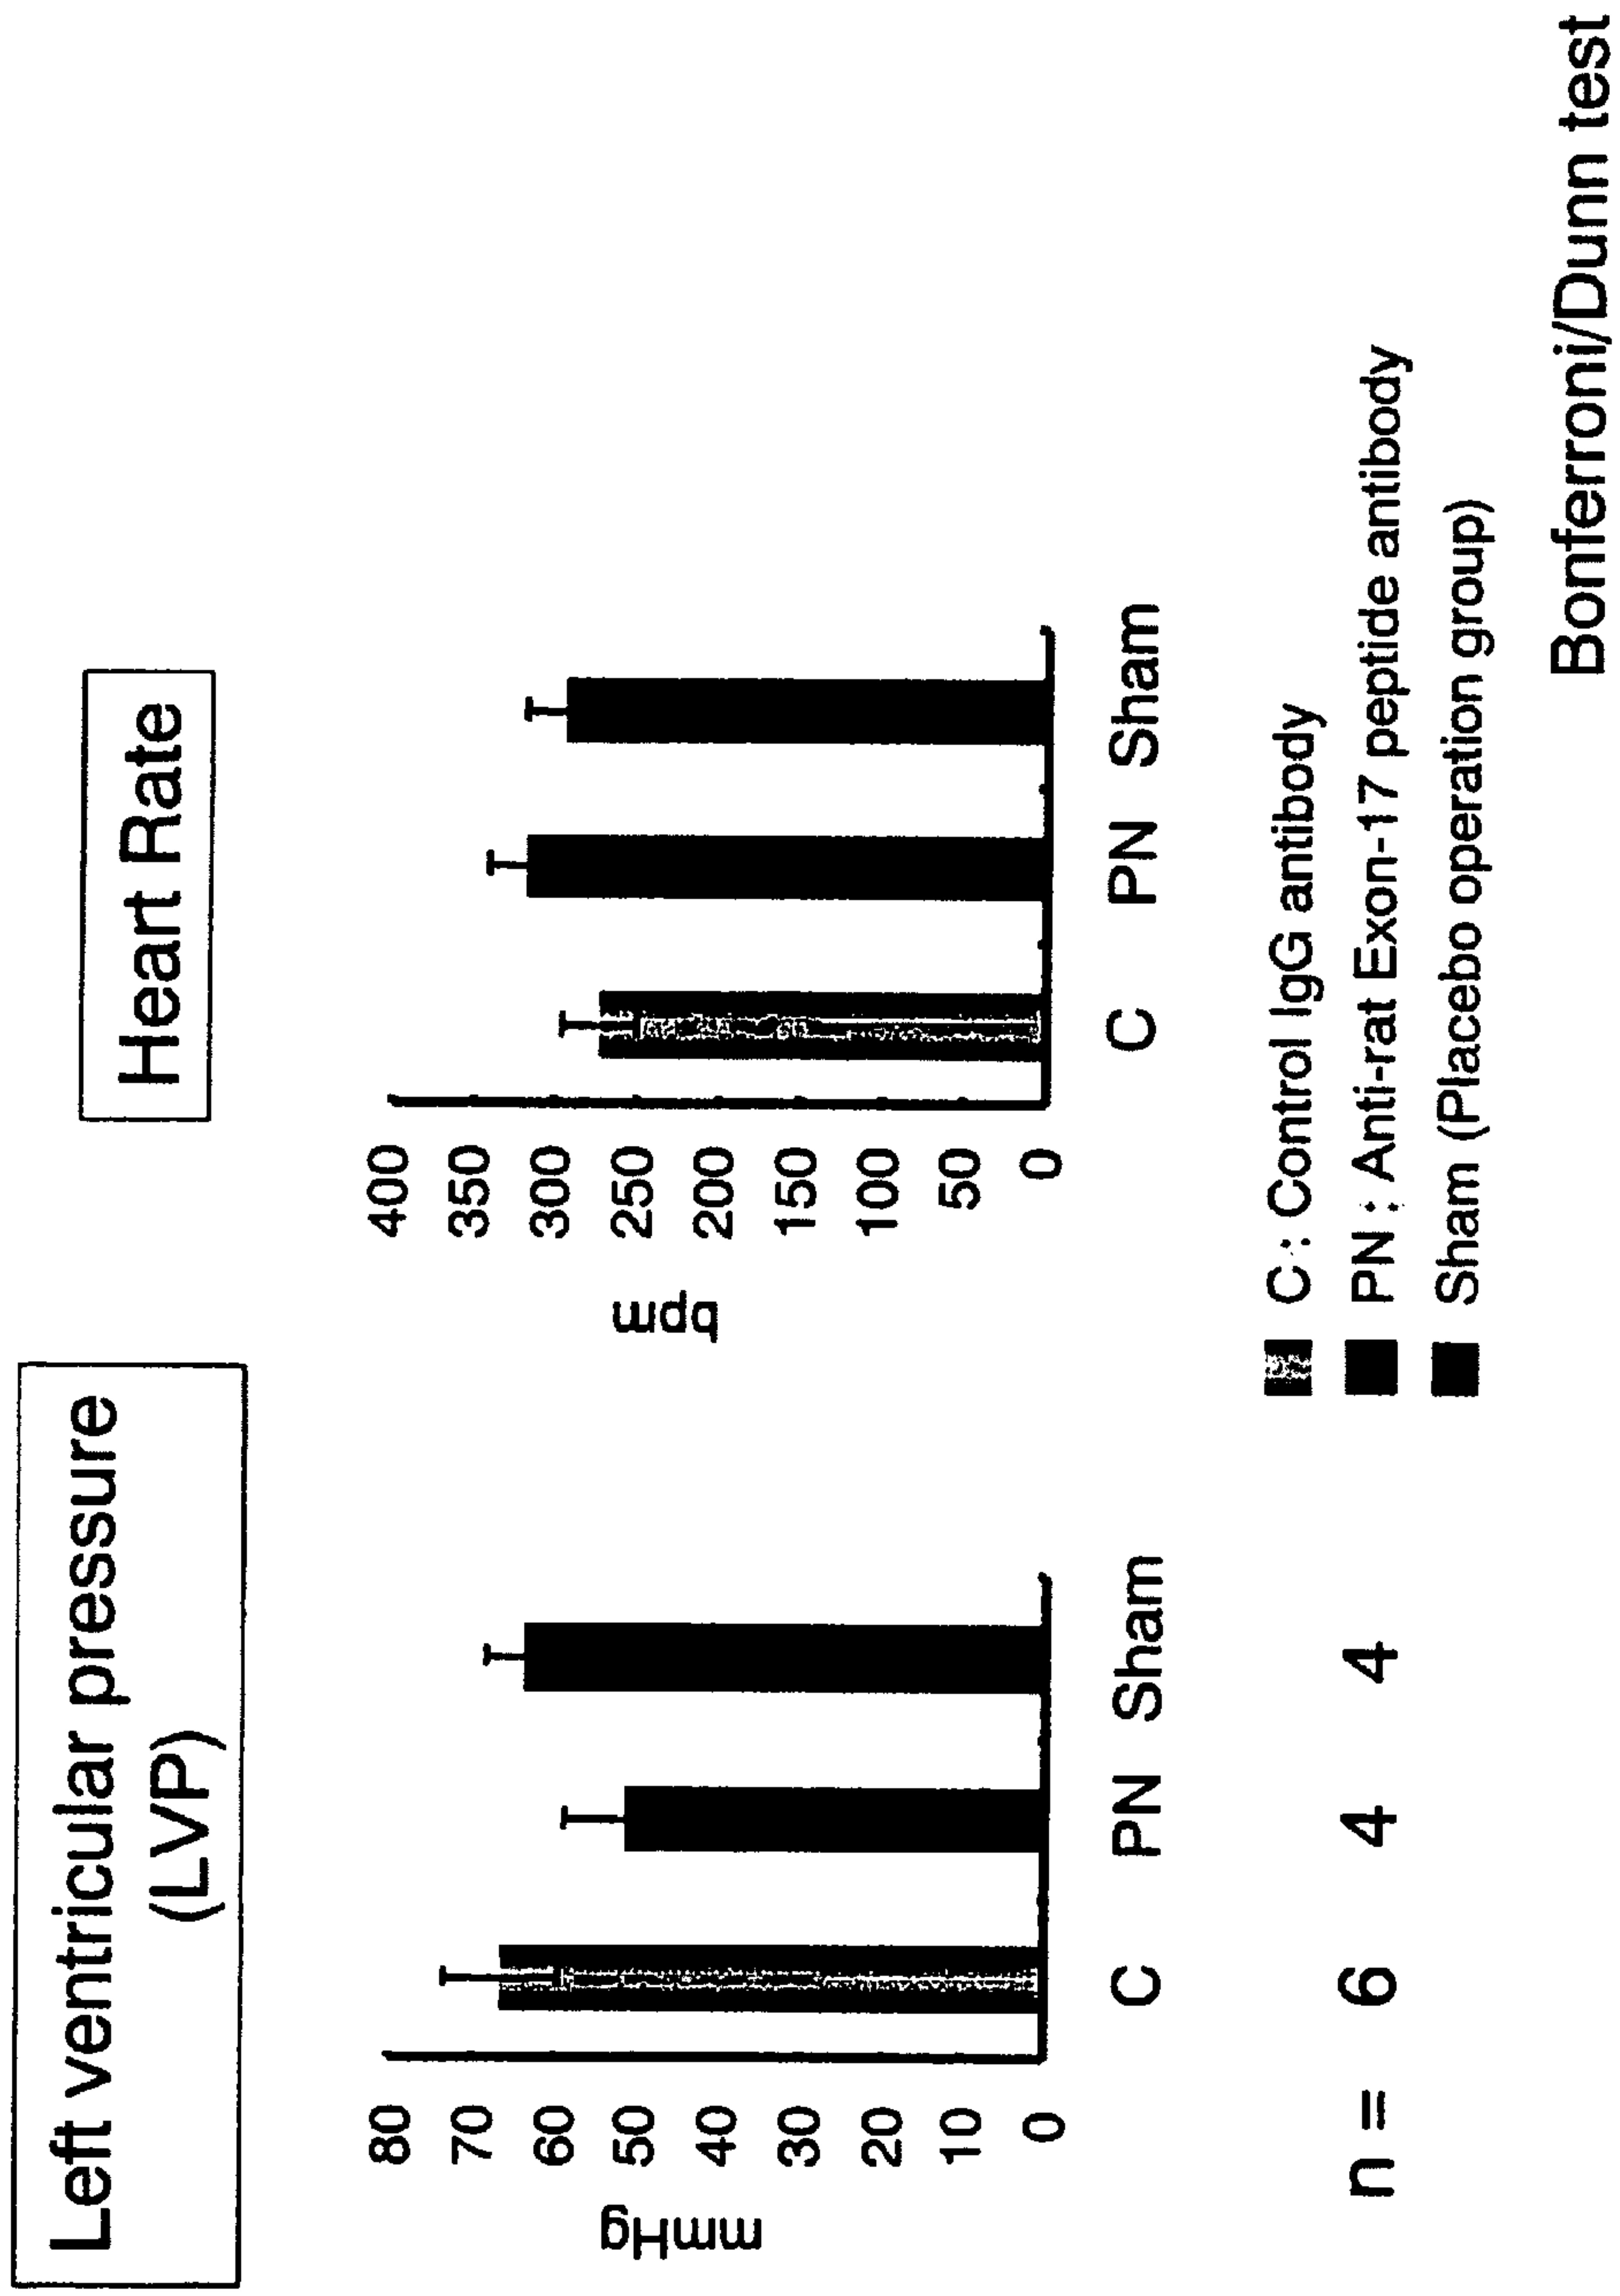 Left ventricular pressure
(LVP)
mmHg
80
70
60
50
40
30
20
10
0
C PN Sham
n = 6 4 4
Heart Rate
bpm
400
350
300
250
200
150
100
50
0
C PN Sham
C : Control IgG antibody
PN : Anti-rat Exon-17 peptide antibody
Sham (Placebo operation group)
Bonferroni/Dunn test